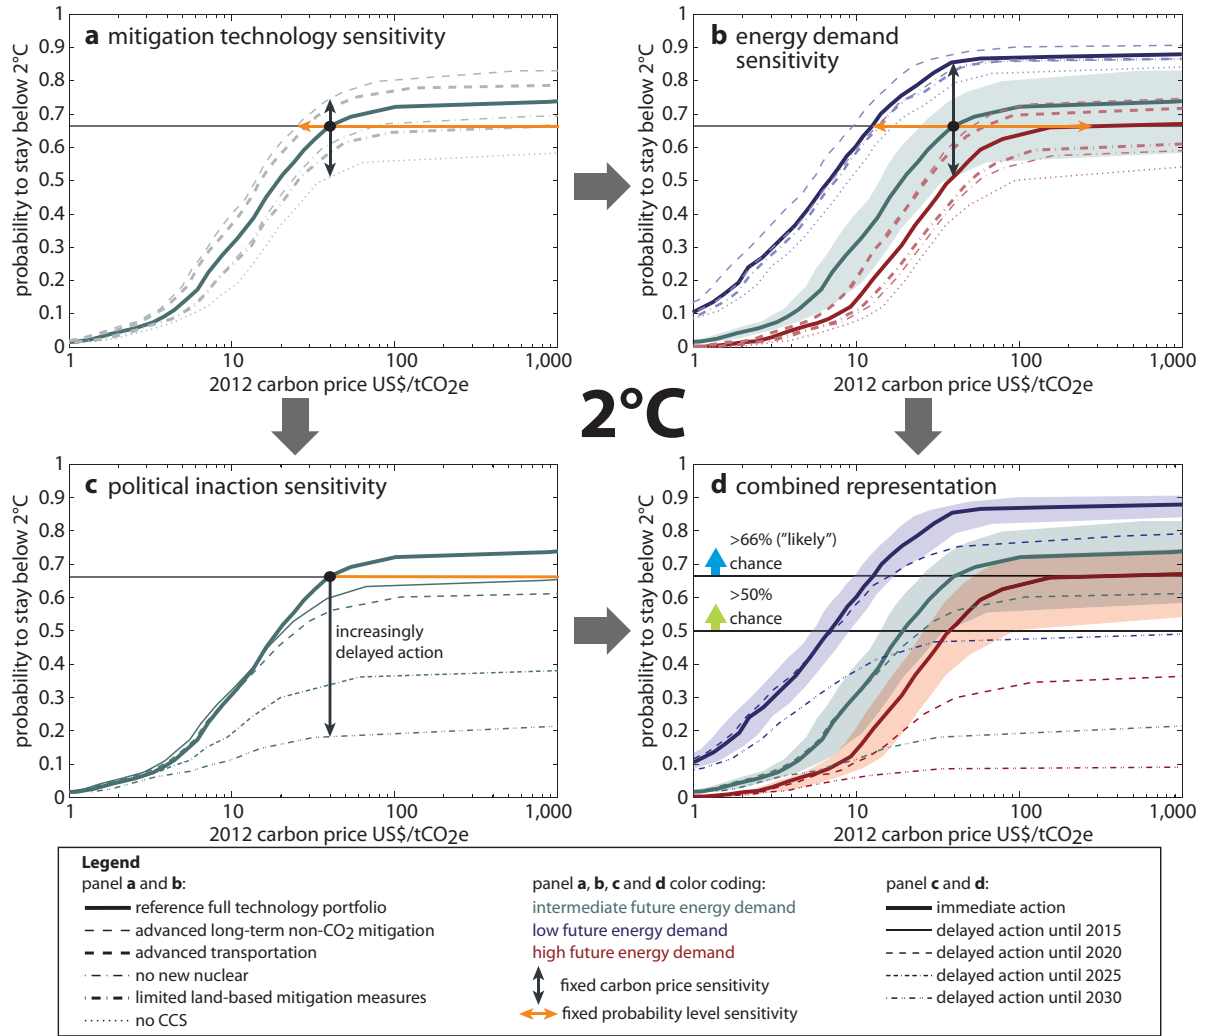 a mitigation technology sensitivity
probability to stay below 2°C
1
0.9
0.8
0.7
0.6
0.5
0.4
0.3
0.2
0.1
0
1 10 100 1,000
2012 carbon price US$/tCO2e
b energy demand
sensitivity
probability to stay below 2°C
1
0.9
0.8
0.7
0.6
0.5
0.4
0.3
0.2
0.1
0
1 10 100 1,000
2012 carbon price US$/tCO2e
2°C
c political inaction sensitivity
probability to stay below 2°C
1
0.9
0.8
0.7
0.6
0.5
0.4
0.3
0.2
0.1
0
increasingly
delayed action
1 10 100 1,000
2012 carbon price US$/tCO2e
d combined representation
probability to stay below 2°C
1
0.9
0.8
0.7
0.6
0.5
0.4
0.3
0.2
0.1
0
>66% ("likely")
chance
>50%
chance
1 10 100 1,000
2012 carbon price US$/tCO2e
Legend
panel a and b:
reference full technology portfolio
advanced long-term non-CO2 mitigation
advanced transportation
no new nuclear
limited land-based mitigation measures
no CCS
panel a, b, c and d color coding:
intermediate future energy demand
low future energy demand
high future energy demand
fixed carbon price sensitivity
fixed probability level sensitivity
panel c and d:
immediate action
delayed action until 2015
delayed action until 2020
delayed action until 2025
delayed action until 2030